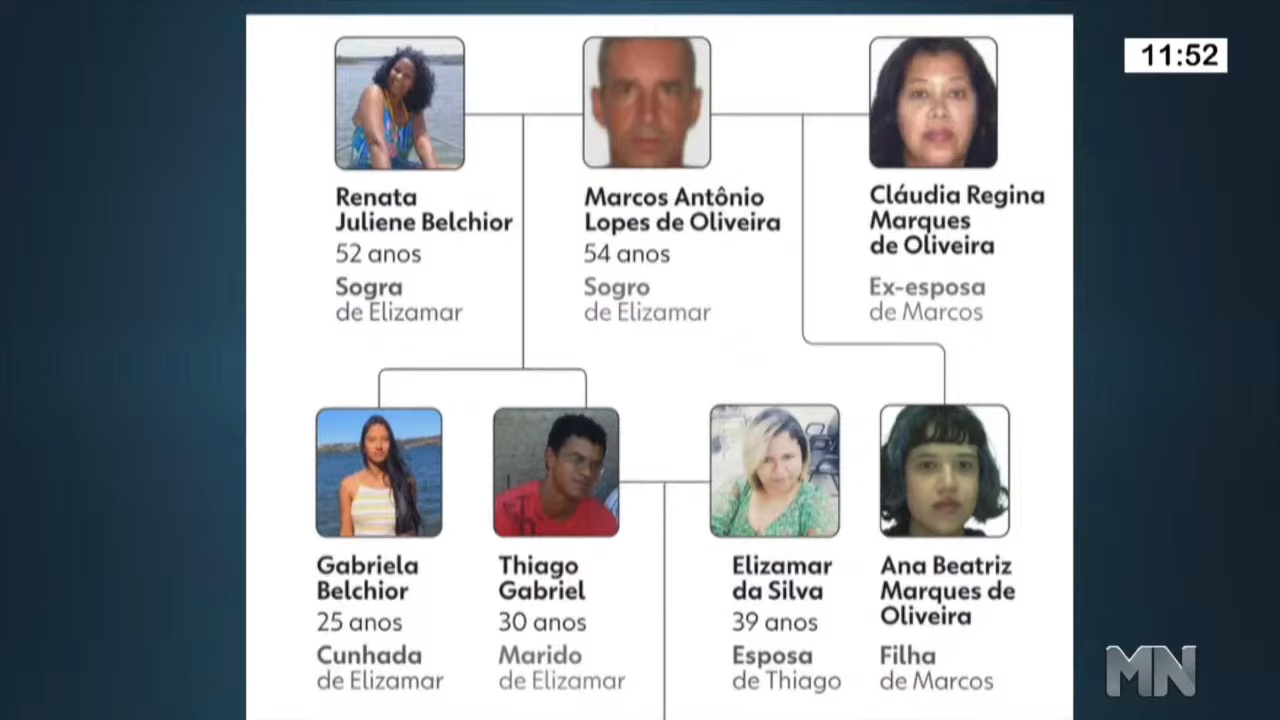 11:52
Renata
Juliene Belchior
52 anos
Sogra
de Elizamar
Marcos Antônio
Lopes de Oliveira
54 anos
Sogro
de Elizamar
Cláudia Regina
Marques
de Oliveira
Ex-esposa
de Marcos
Gabriela
Belchior
25 anos
Cunhada
de Elizamar
Thiago
Gabriel
30 anos
Marido
de Elizamar
Elizamar
da Silva
39 anos
Esposa
de Thiago
Ana Beatriz
Marques de
Oliveira
Filha
de Marcos
MN